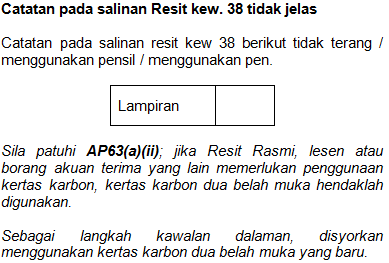 Catatan pada salinan Resit kew. 38 tidak jelas
Catatan pada salinan resit kew 38 berikut tidak terang /
menggunakan pensil / menggunakan pen.
Lampiran
Sila patuhi AP63(a)(ii); jika Resit Rasmi, lesen atau
borang akuan terima yang lain memerlukan penggunaan
kertas karbon, kertas karbon dua belah muka hendaklah
digunakan.
Sebagai langkah kawalan dalaman, disyorkan
menggunakan kertas karbon dua belah muka yang baru.